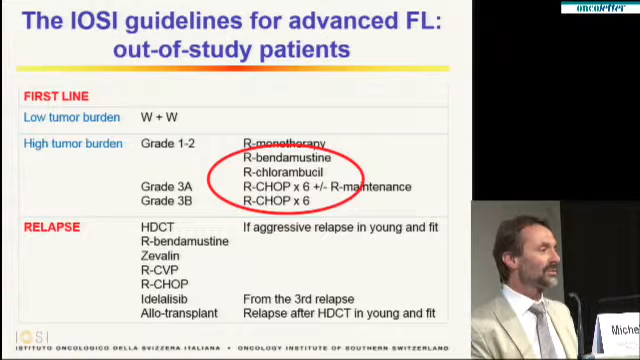 oncoletter
The IOSI guidelines for advanced FL:
out-of-study patients
FIRST LINE
Low tumor burden W + W
High tumor burden Grade 1-2 R-monotherapy
R-bendamustine
R-chlorambucil
Grade 3A R-CHOP x 6 +/- R-maintenance
Grade 3B R-CHOP x 6
RELAPSE HDCT If aggressive relapse in young and fit
R-bendamustine
Zevalin
R-CVP
R-CHOP
Idelalisib From the 3rd relapse
Allo-transplant Relapse after HDCT in young and fit
IOSI
ISTITUTO ONCOLOGICO DELLA SVIZZERA ITALIANA • ONCOLOGY INSTITUTE OF SOUTHERN SWITZERLAND
Miche